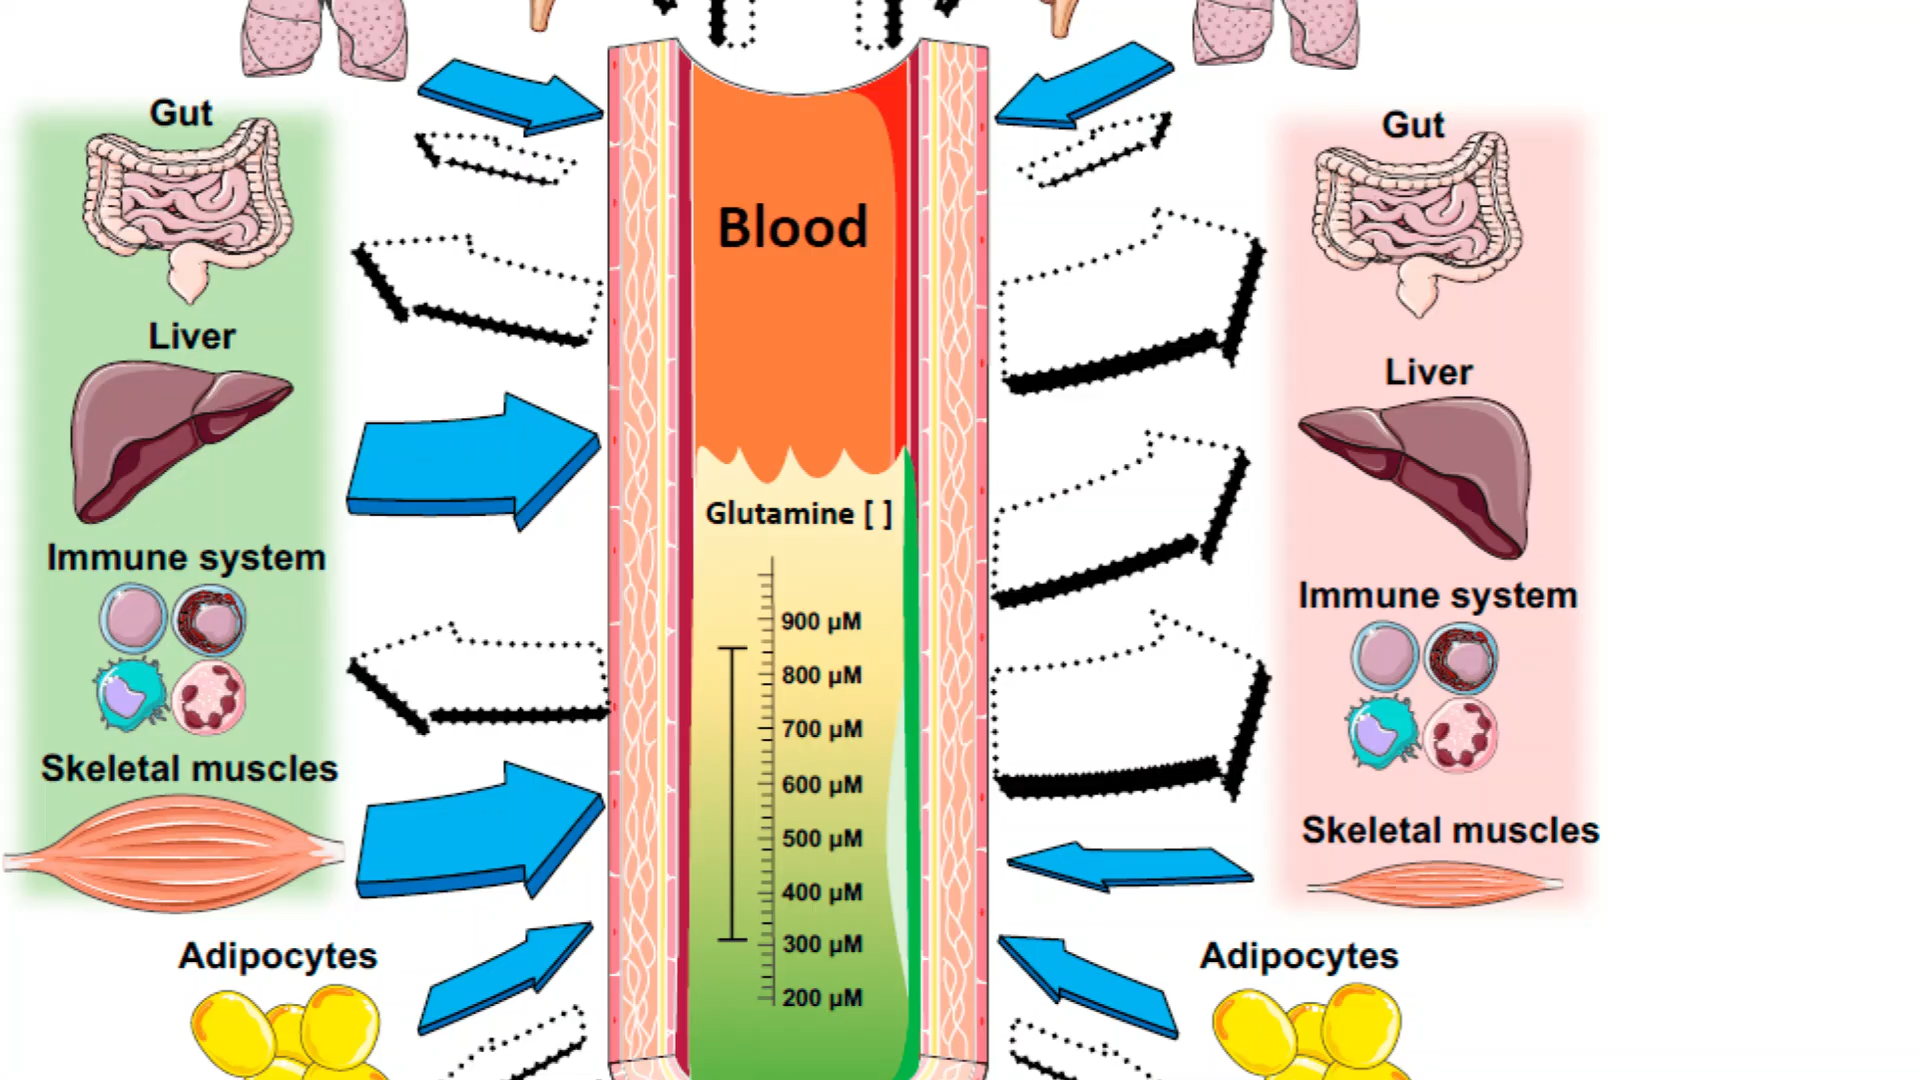 Gut
Liver
Immune system
Skeletal muscles
Adipocytes
Blood
Glutamine [ ]
900 µM
800 µM
700 µM
600 µM
500 µM
400 µM
300 µM
200 µM
Gut
Liver
Immune system
Skeletal muscles
Adipocytes